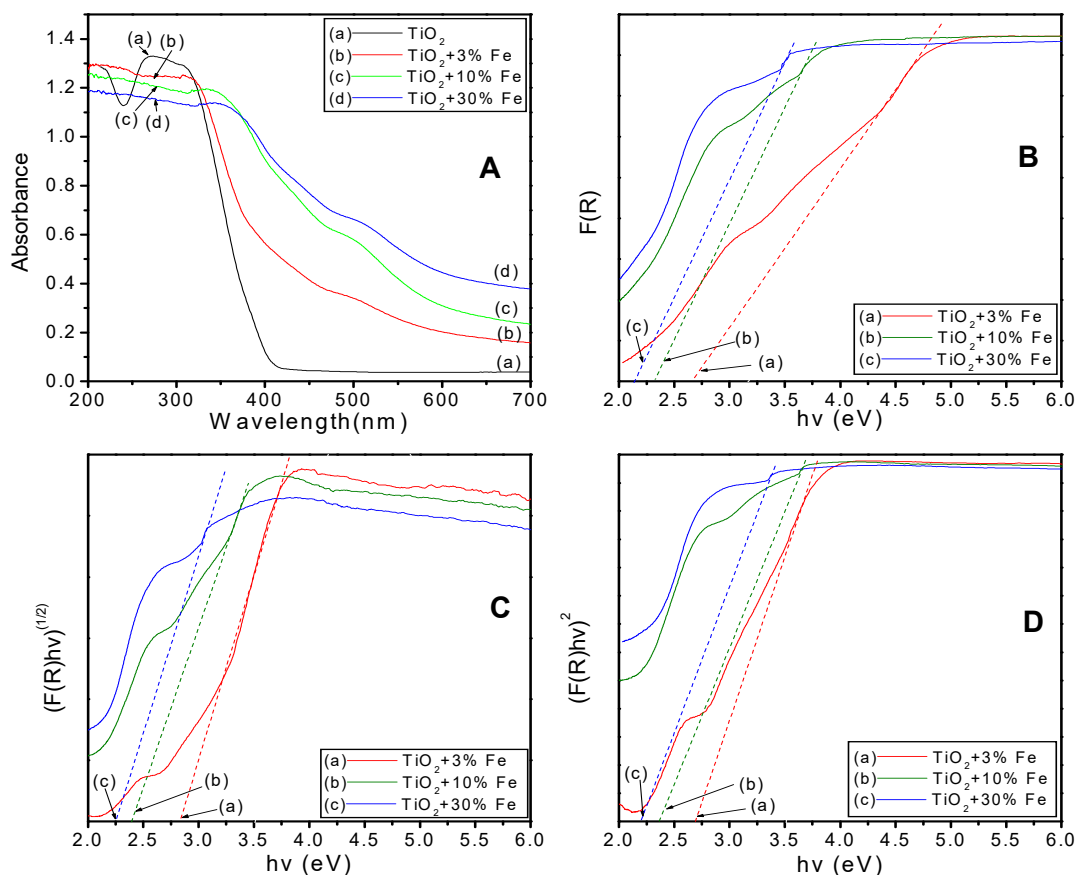 A
Absorbance
1.4
1.2
1.0
0.8
0.6
0.4
0.2
0.0
(a) (b)
(c) (d)
(a) TiO2
(b) TiO2+3% Fe
(c) TiO2+10% Fe
(d) TiO2+30% Fe
(d)
(c)
(b)
(a)
200 300 400 500 600 700
Wavelength(nm)
B
F(R)
(c) (b) (a)
(a) TiO2+3% Fe
(b) TiO2+10% Fe
(c) TiO2+30% Fe
2.0 2.5 3.0 3.5 4.0 4.5 5.0 5.5 6.0
hv (eV)
C
(F(R)hv)(1/2)
(c) (b) (a)
(a) TiO2+3% Fe
(b) TiO2+10% Fe
(c) TiO2+30% Fe
2.0 2.5 3.0 3.5 4.0 4.5 5.0 5.5 6.0
hv (eV)
D
(F(R)hv)2
(c) (b) (a)
(a) TiO2+3% Fe
(b) TiO2+10% Fe
(c) TiO2+30% Fe
2.0 2.5 3.0 3.5 4.0 4.5 5.0 5.5 6.0
hv (eV)